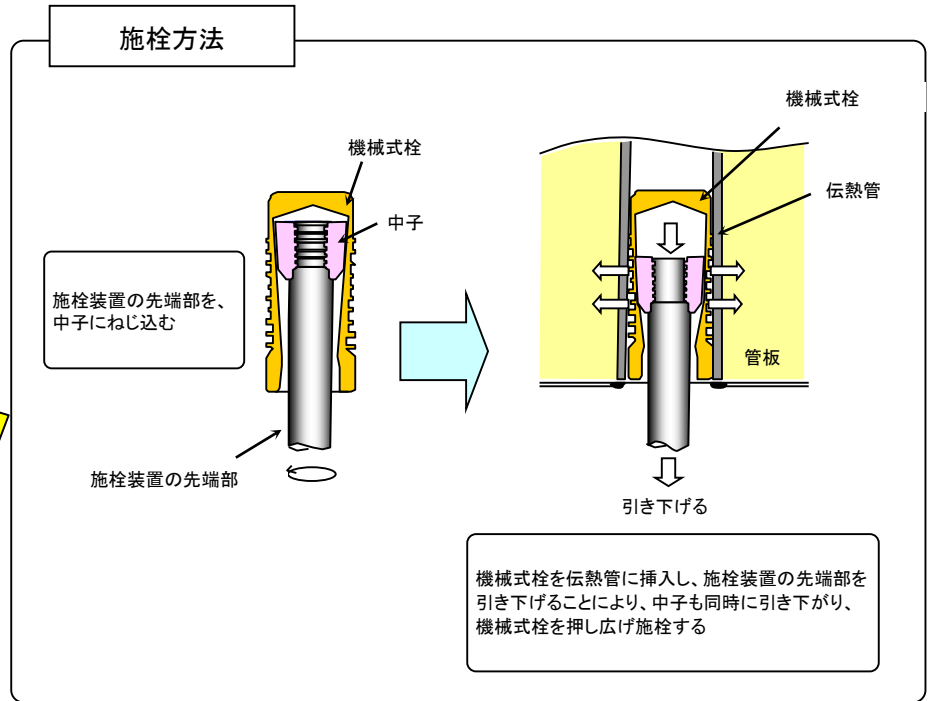 施栓方法
機械式栓
中子
施栓装置の先端部を、
中子にねじ込む
施栓装置の先端部
機械式栓
伝熱管
管板
引き下げる
機械式栓を伝熱管に挿入し、施栓装置の先端部を
引き下げることにより、中子も同時に引き下がり、
機械式栓を押し広げ施栓する